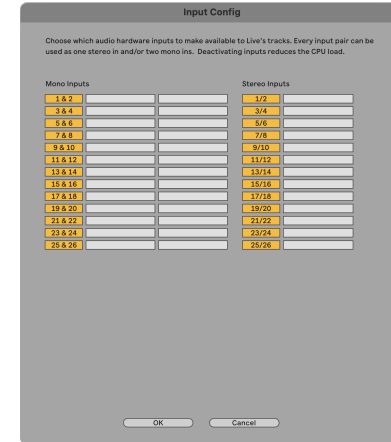 Input Config
Choose which audio hardware inputs to make available to Live's tracks. Every input pair can be
used as one stereo in and/or two mono ins. Deactivating inputs reduces the CPU load.
Mono Inputs
Stereo Inputs
1 & 2
1/2
3 & 4
3/4
5 & 6
5/6
7 & 8
7/8
9 & 10
9/10
11 & 12
11/12
13 & 14
13/14
15 & 16
15/16
17 & 18
17/18
19 & 20
19/20
21 & 22
21/22
23 & 24
23/24
25 & 26
25/26
OK
Cancel